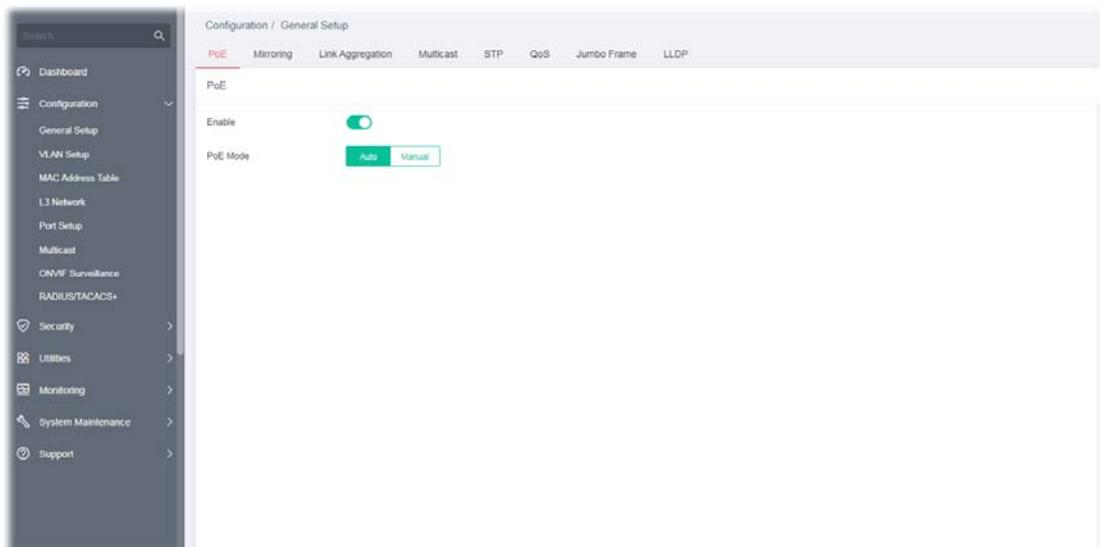 Search
Configuration / General Setup
PoE Mirroring Link Aggregation Multicast STP QoS Jumbo Frame LLDP
PoE
Enable
PoE Mode Auto Manual
Dashboard
Configuration
General Setup
VLAN Setup
MAC Address Table
L3 Network
Port Setup
Multicast
ONVIF Surveillance
RADIUS/TACACS+
Security
Utilities
Monitoring
System Maintenance
Support